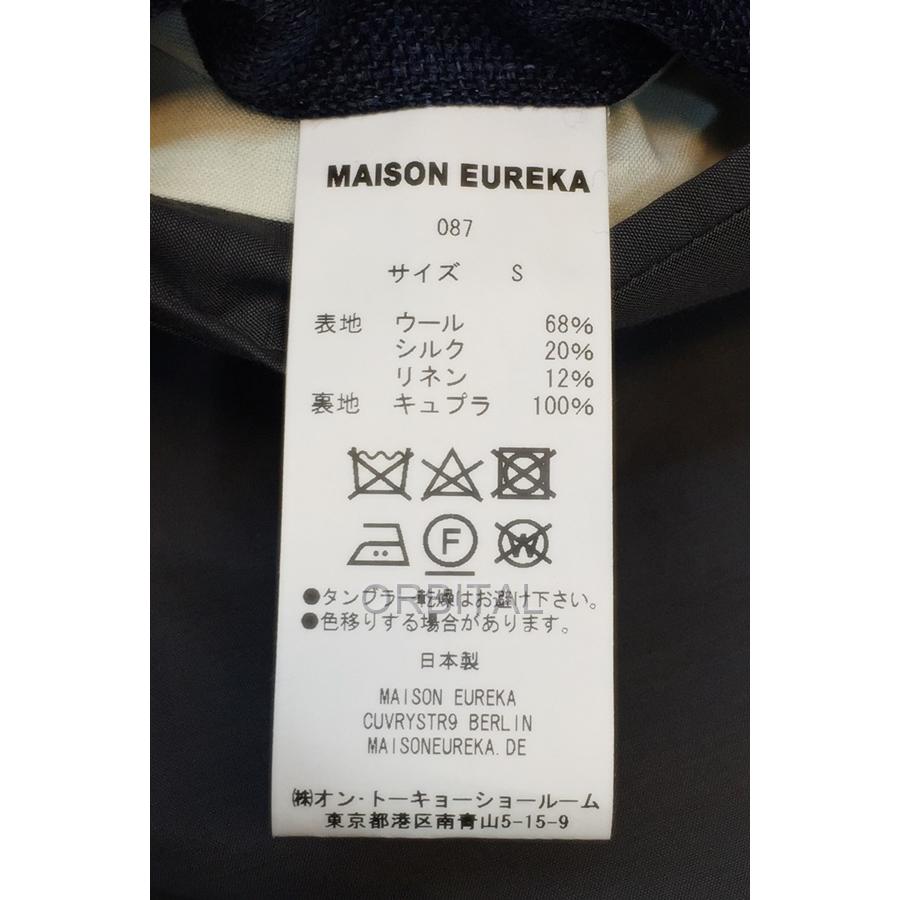 MAISON EUREKA
087
サイズ S
表地 ウール 68%
シルク 20%
リネン 12%
裏地 キュプラ 100%
F W
●タンブラー乾燥はお避け下さい。
ORBITAL
●色移りする場合があります。
日本製
MAISON EUREKA
CUVRYSTR9 BERLIN
MAISONEUREKA.DE
㈱オン・トーキョーショールーム
東京都港区南青山5-15-9